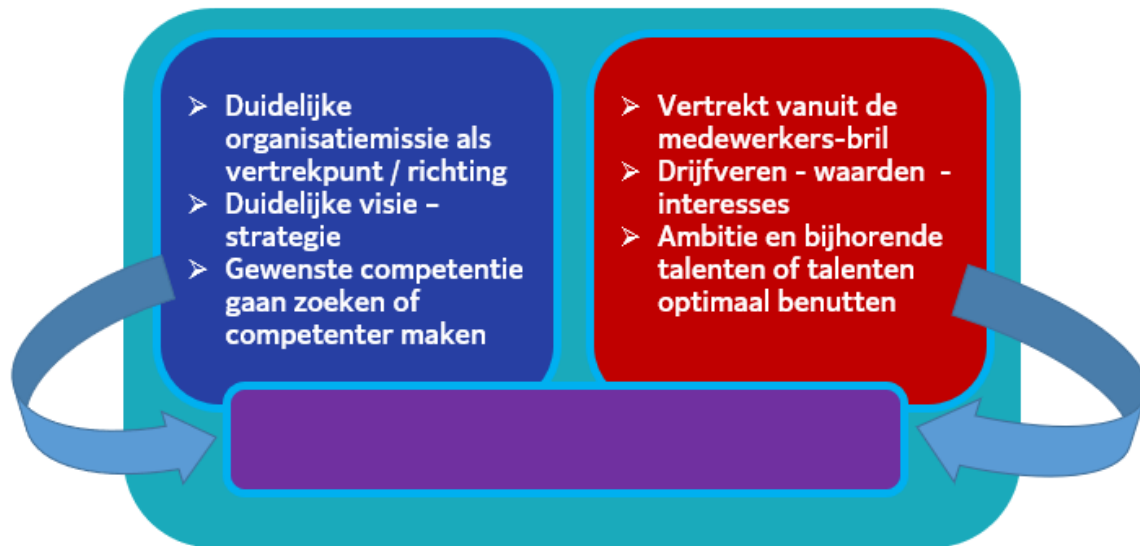 ➢ Duidelijke
organisatiemissie als
vertrekpunt / richting
➢ Duidelijke visie –
strategie
➢ Gewenste competentie
gaan zoeken of
competenter maken
➢ Vertrekt vanuit de
medewerkers-bril
➢ Drijfveren - waarden -
interesses
➢ Ambitie en bijhorende
talenten of talenten
optimaal benutten